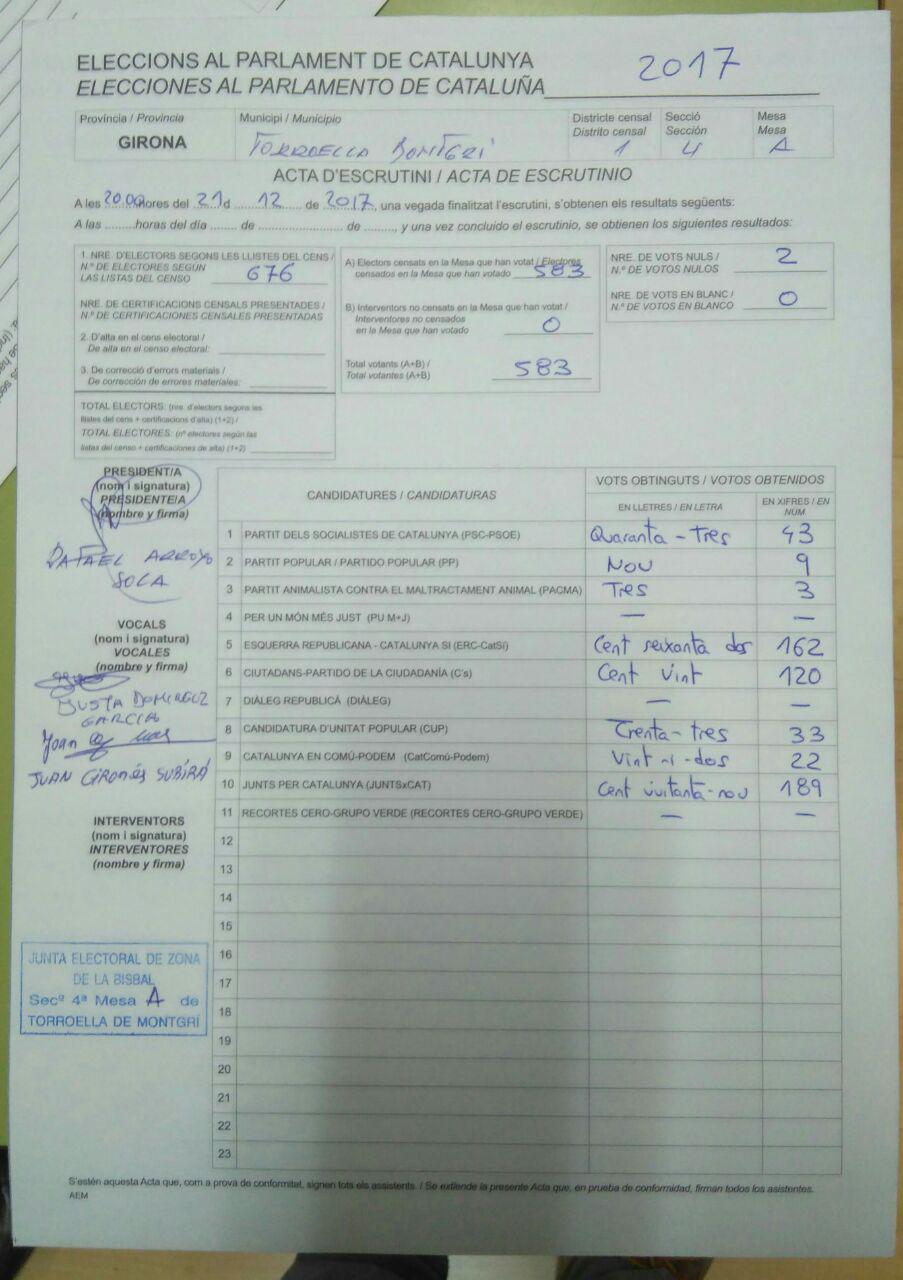 ELECCIONS AL PARLAMENT DE CATALUNYA
ELECCIONES AL PARLAMENTO DE CATALUÑA 2017
Província / Provincia
GIRONA
Municipi / Municipio
TORROELLA MONTGRÍ
Districte censal
Distrito censal
1
Secció
Sección
4
Mesa
Mesa
A
ACTA D'ESCRUTINI / ACTA DE ESCRUTINIO
A les 20.00 hores del 21 d 12 de 2017, una vegada finalitzat l'escrutini, s'obtenen els resultats següents:
A las ........horas del día ....... de ...................... de ........, y una vez concluido el escrutinio, se obtienen los siguientes resultados:
1. NRE. D'ELECTORS SEGONS LES LLISTES DEL CENS /
N.º DE ELECTORES SEGÚN
LAS LISTAS DEL CENSO 676
NRE. DE CERTIFICACIONS CENSALS PRESENTADES /
N.º DE CERTIFICACIONES CENSALES PRESENTADAS
2. D'alta en el cens electoral /
De alta en el censo electoral:
3. De correcció d'errors materials /
De corrección de errores materiales:
TOTAL ELECTORS: (nre. d'electors segons les
llistes del cens + certificacions d'alta) (1+2) /
TOTAL ELECTORES: (nº electores según las
listas del censo + certificaciones de alta) (1+2)
A) Electors censats en la Mesa que han votat / Electores
censados en la Mesa que han votado 583
B) Interventors no censats en la Mesa que han votat /
Interventores no censados
en la Mesa que han votado 0
Total votants (A+B) /
Total votantes (A+B) 583
NRE. DE VOTS NULS /
N.º DE VOTOS NULOS 2
NRE. DE VOTS EN BLANC /
N.º DE VOTOS EN BLANCO 0
PRESIDENT/A
(nom i signatura)
PRESIDENTE/A
(nombre y firma)
RAFAEL ARROYO
SOLA
VOCALS
(nom i signatura)
VOCALES
(nombre y firma)
JUSTA DOMINGUEZ
GARCIA
Joan
JUAN GIRONÉS SUBIRÁ
INTERVENTORS
(nom i signatura)
INTERVENTORES
(nombre y firma)
JUNTA ELECTORAL DE ZONA
DE LA BISBAL
Secº 4ª Mesa A de
TORROELLA DE MONTGRÍ
CANDIDATURES / CANDIDATURAS
VOTS OBTINGUTS / VOTOS OBTENIDOS
EN LLETRES / EN LETRA
EN XIFRES / EN NÚM
1 PARTIT DELS SOCIALISTES DE CATALUNYA (PSC-PSOE) Quaranta - Tres 43
2 PARTIT POPULAR / PARTIDO POPULAR (PP) Nou 9
3 PARTIT ANIMALISTA CONTRA EL MALTRACTAMENT ANIMAL (PACMA) Tres 3
4 PER UN MÓN MÉS JUST (PU M+J) — —
5 ESQUERRA REPUBLICANA - CATALUNYA SI (ERC-CatSí) Cent seixanta dos 162
6 CIUTADANS-PARTIDO DE LA CIUDADANÍA (C's) Cent Vint 120
7 DIÀLEG REPUBLICÀ (DIÀLEG) — —
8 CANDIDATURA D'UNITAT POPULAR (CUP) Trenta - tres 33
9 CATALUNYA EN COMÚ-PODEM (CatComú-Podem) Vint-i-dos 22
10 JUNTS PER CATALUNYA (JUNTSxCAT) Cent vuitanta-nou 189
11 RECORTES CERO-GRUPO VERDE (RECORTES CERO-GRUPO VERDE) — —
12
13
14
15
16
17
18
19
20
21
22
23
S'estén aquesta Acta que, com a prova de conformitat, signen tots els assistents. / Se extiende la presente Acta que, en prueba de conformidad, firman todos los asistentes.
AEM